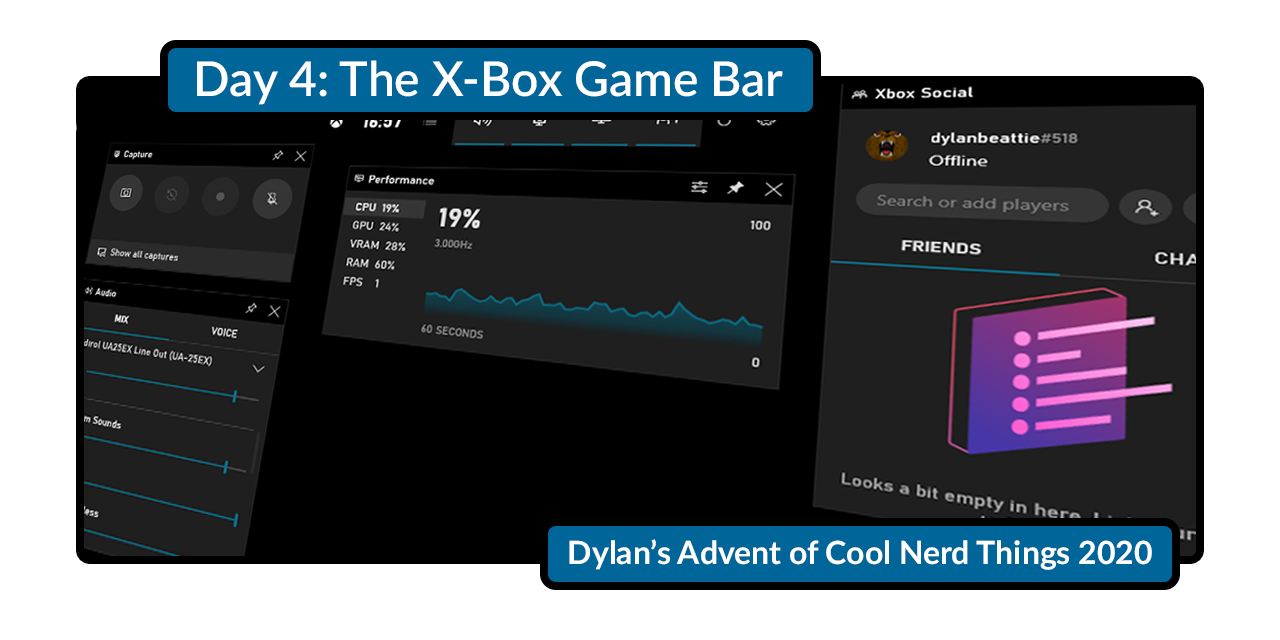 Day 4: The X-Box Game Bar
Xbox Social
16:57
dylanbeattie#518
Offline
Search or add players
FRIENDS
CHA
Looks a bit empty in here.
Capture
Show all captures
Performance
CPU 19%
GPU 24%
VRAM 28%
RAM 60%
FPS 1
19%
3.00GHz
100
60 SECONDS
0
Audio
MIX
VOICE
dirol UA25EX Line Out (UA-25EX)
m Sounds
less
Dylan’s Advent of Cool Nerd Things 2020